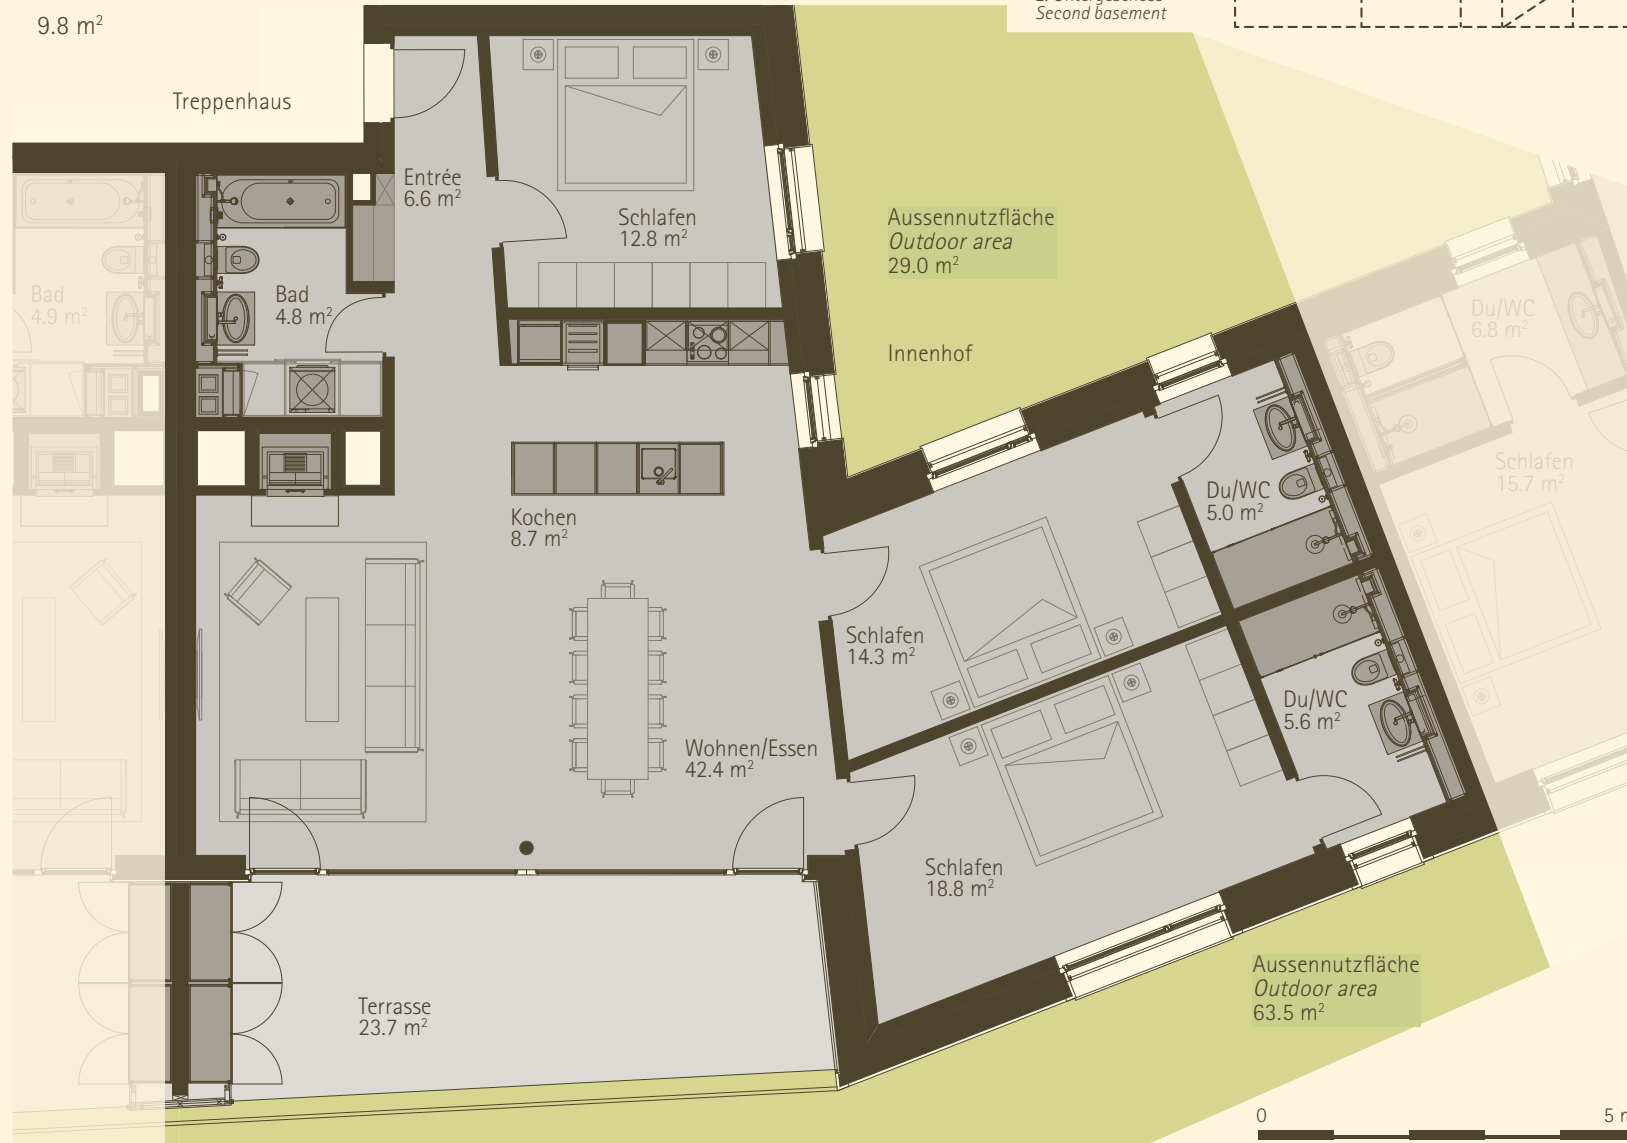 9.8 m²
Second basement
Treppenhaus
Entrée
6.6 m²
Schlafen
12.8 m²
Aussennutzfläche
Outdoor area
29.0 m²
Bad
4.9 m²
Bad
4.8 m²
Innenhof
Du/WC
6.8 m²
Schlafen
15.7 m²
Du/WC
5.0 m²
Kochen
8.7 m²
Schlafen
14.3 m²
Du/WC
5.6 m²
Wohnen/Essen
42.4 m²
Schlafen
18.8 m²
Aussennutzfläche
Outdoor area
63.5 m²
Terrasse
23.7 m²
0
5